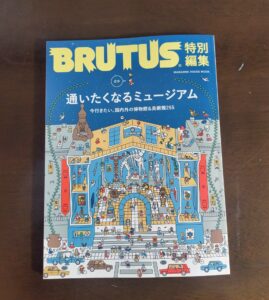 BRUTUS 特別編集
MAGAZINE HOUSE MOOK
通いたくなるミュージアム
今行きたい、国内外の博物館&美術館255